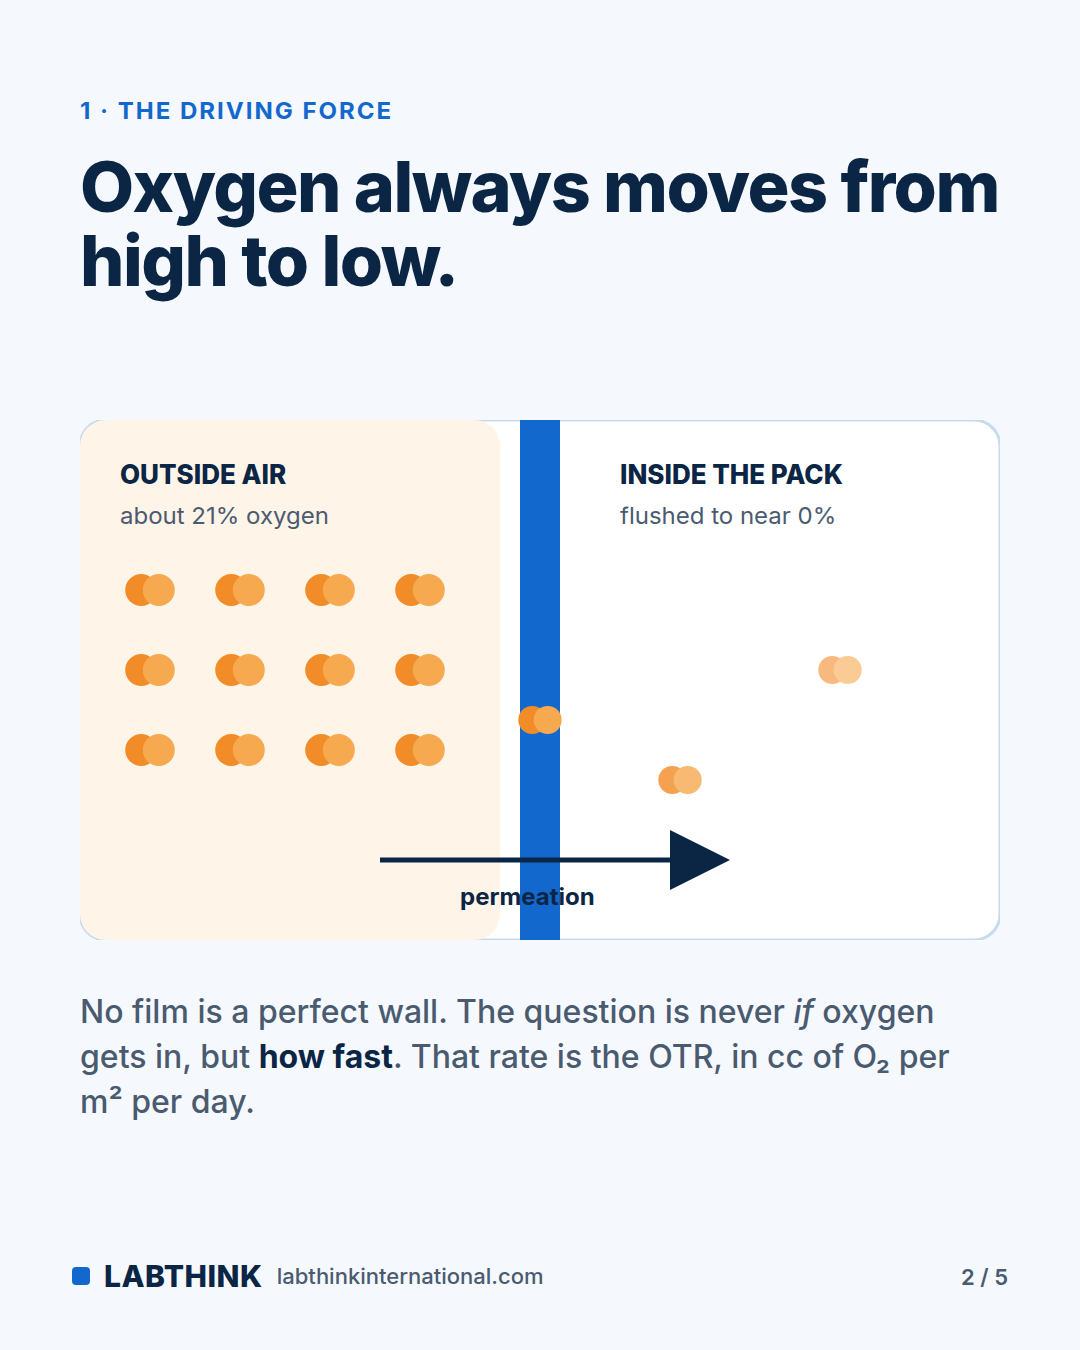 1 · THE DRIVING FORCE
Oxygen always moves from
high to low.
OUTSIDE AIR
about 21% oxygen
INSIDE THE PACK
flushed to near 0%
permeation
No film is a perfect wall. The question is never if oxygen
gets in, but how fast. That rate is the OTR, in cc of O₂ per
m² per day.
LABTHINK labthinkinternational.com
2 / 5